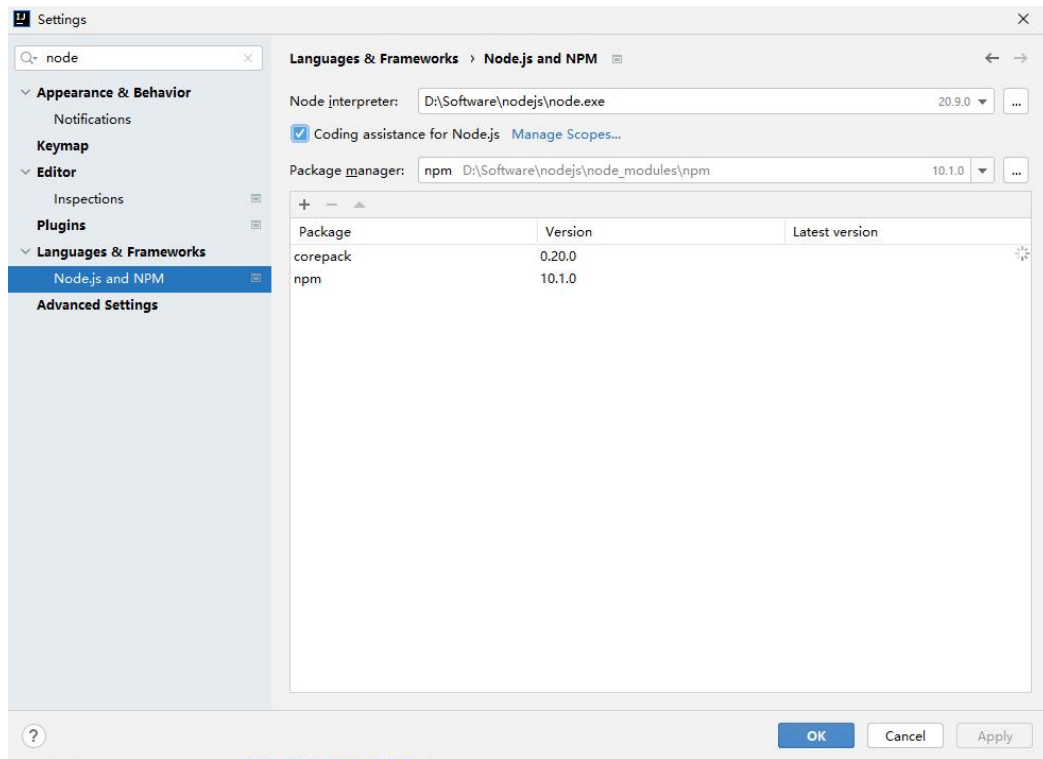 Settings
node
Languages & Frameworks › Node.js and NPM
Appearance & Behavior
Notifications
Keymap
Editor
Inspections
Plugins
Languages & Frameworks
Node.js and NPM
Advanced Settings
Node interpreter: D:\Software\nodejs\node.exe 20.9.0 ...
Coding assistance for Node.js Manage Scopes...
Package manager: npm D:\Software\nodejs\node_modules\npm 10.1.0 ...
Package Version Latest version
corepack 0.20.0
npm 10.1.0
? OK Cancel Apply